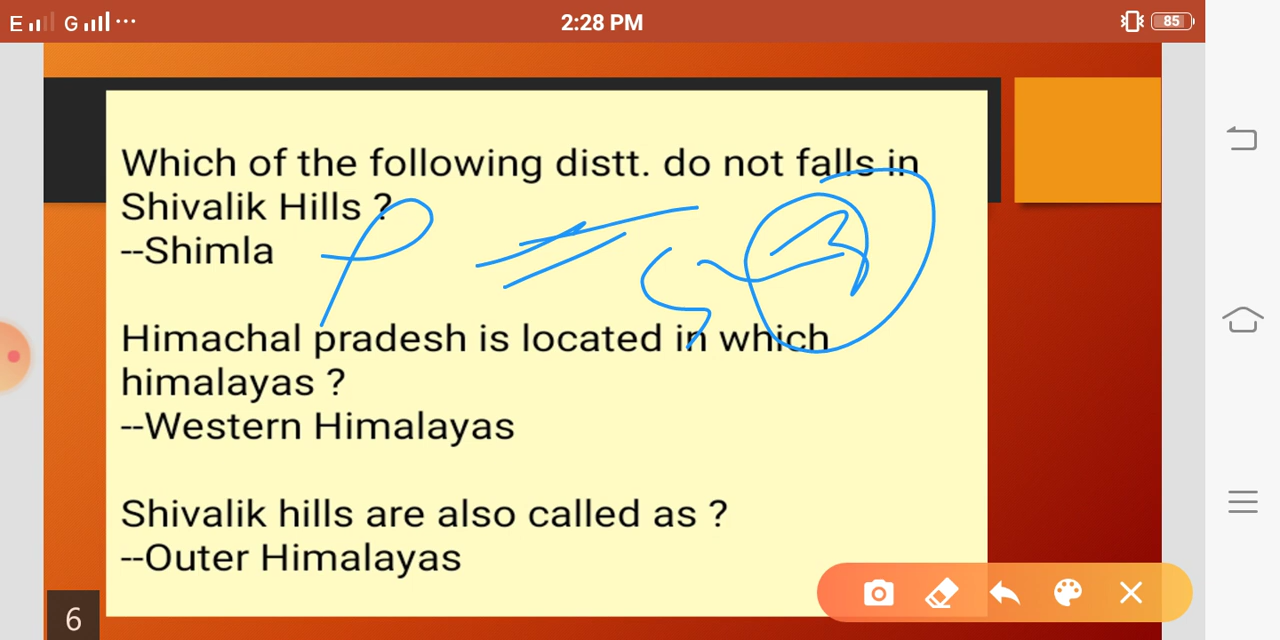 E G ...
2:28 PM
85
Which of the following distt. do not falls in
Shivalik Hills ?
--Shimla
Himachal pradesh is located in which
himalayas ?
--Western Himalayas
Shivalik hills are also called as ?
--Outer Himalayas
6